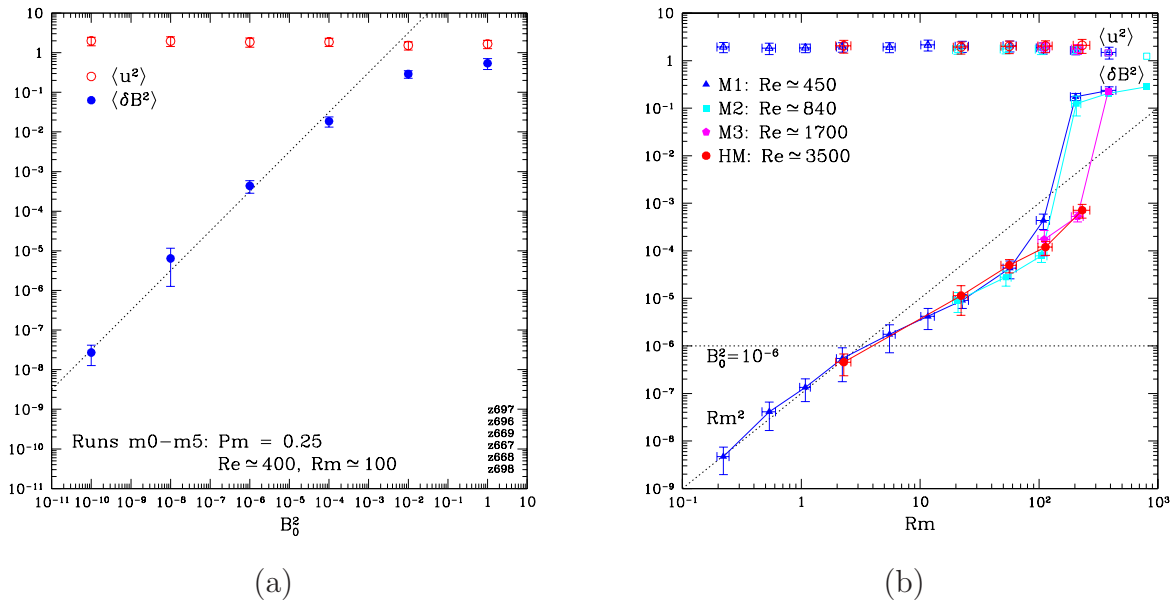 10
1
10⁻¹
10⁻²
10⁻³
10⁻⁴
10⁻⁵
10⁻⁶
10⁻⁷
10⁻⁸
10⁻⁹
10⁻¹⁰
10⁻¹¹
⟨u²⟩
⟨δB²⟩
z697
z696
z669
z667
z668
z698
Runs m0−m5: Pm = 0.25
Re≃400, Rm≃100
10⁻¹¹ 10⁻¹⁰ 10⁻⁹ 10⁻⁸ 10⁻⁷ 10⁻⁶ 10⁻⁵ 10⁻⁴ 10⁻³ 10⁻² 10⁻¹ 1 10
B₀²
(a)
10
1
10⁻¹
10⁻²
10⁻³
10⁻⁴
10⁻⁵
10⁻⁶
10⁻⁷
10⁻⁸
10⁻⁹
⟨u²⟩
⟨δB²⟩
M1: Re≃450
M2: Re≃840
M3: Re≃1700
HM: Re≃3500
B₀²=10⁻⁶
Rm²
10⁻¹ 1 10 10² 10³
Rm
(b)